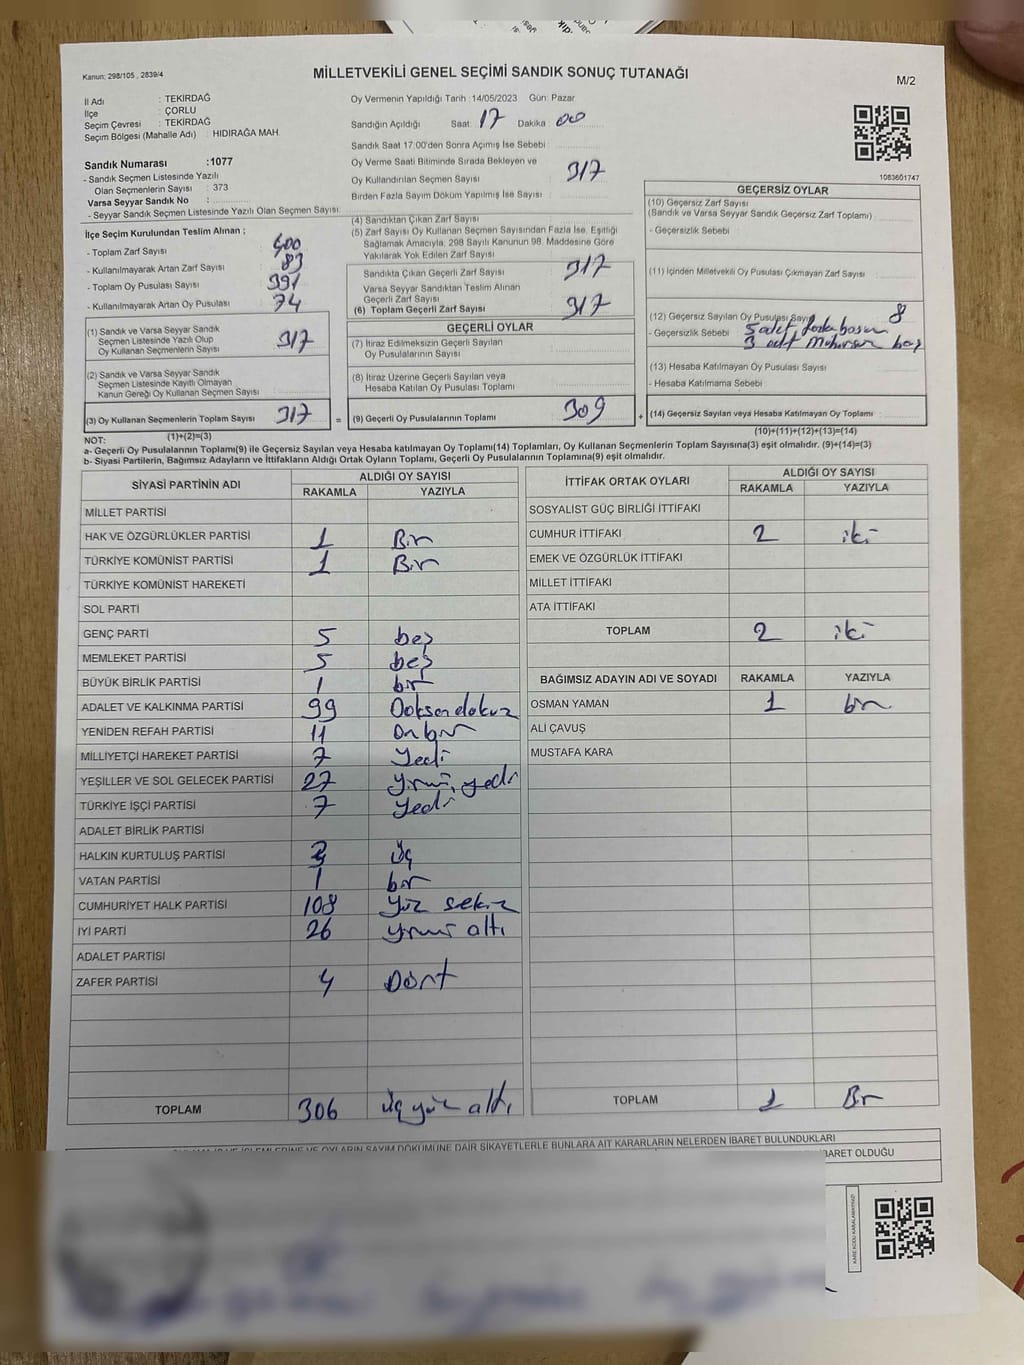 Kanun: 298/105 , 2839/4
MİLLETVEKİLİ GENEL SEÇİMİ SANDIK SONUÇ TUTANAĞI
M/2
İl Adı : TEKİRDAĞ
İlçe : ÇORLU
Seçim Çevresi : TEKİRDAĞ
Seçim Bölgesi (Mahalle Adı) : HIDIRAĞA MAH.
Sandık Numarası :1077
- Sandık Seçmen Listesinde Yazılı
Olan Seçmenlerin Sayısı : 373
Varsa Seyyar Sandık No :
- Seyyar Sandık Seçmen Listesinde Yazılı Olan Seçmen Sayısı:
Oy Vermenin Yapıldığı Tarih :14/05/2023 Gün: Pazar
Sandığın Açıldığı Saat: 17 Dakika: 00
Sandık Saat 17:00'den Sonra Açımış İse Sebebi :
Oy Verme Saati Bitiminde Sırada Bekleyen ve
Oy Kullandırılan Seçmen Sayısı : 317
Birden Fazla Sayım Döküm Yapılmış İse Sayısı :
1083601747
İlçe Seçim Kurulundan Teslim Alınan ;
- Toplam Zarf Sayısı : 400
- Kullanılmayarak Artan Zarf Sayısı : 83
- Toplam Oy Pusulası Sayısı : 391
- Kullanılmayarak Artan Oy Pusulası : 74
(1) Sandık ve Varsa Seyyar Sandık
Seçmen Listesinde Yazılı Olup
Oy Kullanan Seçmenlerin Sayısı : 317
(2) Sandık ve Varsa Seyyar Sandık
Seçmen Listesinde Kayıtlı Olmayan
Kanun Gereği Oy Kullanan Seçmen Sayısı :
(3) Oy Kullanan Seçmenlerin Toplam Sayısı : 317
(1)+(2)=(3)
(4) Sandıktan Çıkan Zarf Sayısı :
(5) Zarf Sayısı Oy Kullanan Seçmen Sayısından Fazla İse, Eşitliği
Sağlamak Amacıyla, 298 Sayılı Kanunun 98. Maddesine Göre
Yakılarak Yok Edilen Zarf Sayısı :
Sandıkta Çıkan Geçerli Zarf Sayısı : 317
Varsa Seyyar Sandıktan Teslim Alınan
Geçerli Zarf Sayısı :
(6) Toplam Geçerli Zarf Sayısı : 317
GEÇERLİ OYLAR
(7) İtiraz Edilmeksizin Geçerli Sayılan
Oy Pusulalarının Sayısı :
(8) İtiraz Üzerine Geçerli Sayılan veya
Hesaba Katılan Oy Pusulası Toplamı :
= (9) Geçerli Oy Pusulalarının Toplamı : 309 +
GEÇERSİZ OYLAR
(10) Geçersiz Zarf Sayısı
(Sandık ve Varsa Seyyar Sandık Geçersiz Zarf Toplamı) :
- Geçersizlik Sebebi :
(11) İçinden Milletvekili Oy Pusulası Çıkmayan Zarf Sayısı :
(12) Geçersiz Sayılan Oy Pusulası Sayısı 8
- Geçersizlik Sebebi : 5 adet fazla basım
3 adet Mühürsüz boş
(13) Hesaba Katılmayan Oy Pusulası Sayısı :
- Hesaba Katılmama Sebebi :
(14) Geçersiz Sayılan veya Hesaba Katılmayan Oy Toplamı :
(10)+(11)+(12)+(13)=(14)
NOT:
a- Geçerli Oy Pusulalarının Toplamı(9) ile Geçersiz Sayılan veya Hesaba katılmayan Oy Toplamı(14) Toplamları, Oy Kullanan Seçmenlerin Toplam Sayısına(3) eşit olmalıdır. (9)+(14)=(3)
b- Siyasi Partilerin, Bağımsız Adayların ve İttifakların Aldığı Ortak Oyların Toplamı, Geçerli Oy Pusulalarının Toplamına(9) eşit olmalıdır.
SİYASİ PARTİNİN ADI ALDIĞI OY SAYISI
RAKAMLA YAZIYLA
MİLLET PARTİSİ
HAK VE ÖZGÜRLÜKLER PARTİSİ 1 Bir
TÜRKİYE KOMÜNİST PARTİSİ 1 Bir
TÜRKİYE KOMÜNİST HAREKETİ
SOL PARTİ
GENÇ PARTİ 5 beş
MEMLEKET PARTİSİ 5 beş
BÜYÜK BİRLİK PARTİSİ 1 bir
ADALET VE KALKINMA PARTİSİ 99 Doksandokuz
YENİDEN REFAH PARTİSİ 11 Onbir
MİLLİYETÇİ HAREKET PARTİSİ 7 Yedi
YEŞİLLER VE SOL GELECEK PARTİSİ 27 yirmi yedi
TÜRKİYE İŞÇİ PARTİSİ 7 Yedi
ADALET BİRLİK PARTİSİ
HALKIN KURTULUŞ PARTİSİ 3 üç
VATAN PARTİSİ 1 bir
CUMHURİYET HALK PARTİSİ 108 Yüz sekiz
İYİ PARTİ 26 yirmi altı
ADALET PARTİSİ
ZAFER PARTİSİ 4 Dört
TOPLAM 306 üç yüz altı
İTTİFAK ORTAK OYLARI ALDIĞI OY SAYISI
RAKAMLA YAZIYLA
SOSYALİST GÜÇ BİRLİĞİ İTTİFAKI
CUMHUR İTTİFAKI 2 iki
EMEK VE ÖZGÜRLÜK İTTİFAKI
MİLLET İTTİFAKI
ATA İTTİFAKI
TOPLAM 2 iki
BAĞIMSIZ ADAYIN ADI VE SOYADI RAKAMLA YAZIYLA
OSMAN YAMAN 1 bir
ALİ ÇAVUŞ
MUSTAFA KARA
TOPLAM 1 Bir
OYLARIN SAYIM DÖKÜMÜNE DAİR ŞİKAYETLERLE BUNLARA AİT KARARLARIN NELERDEN İBARET BULUNDUKLARI
İBARET OLDUĞU
KARE KODU KARALAMAYINIZ!